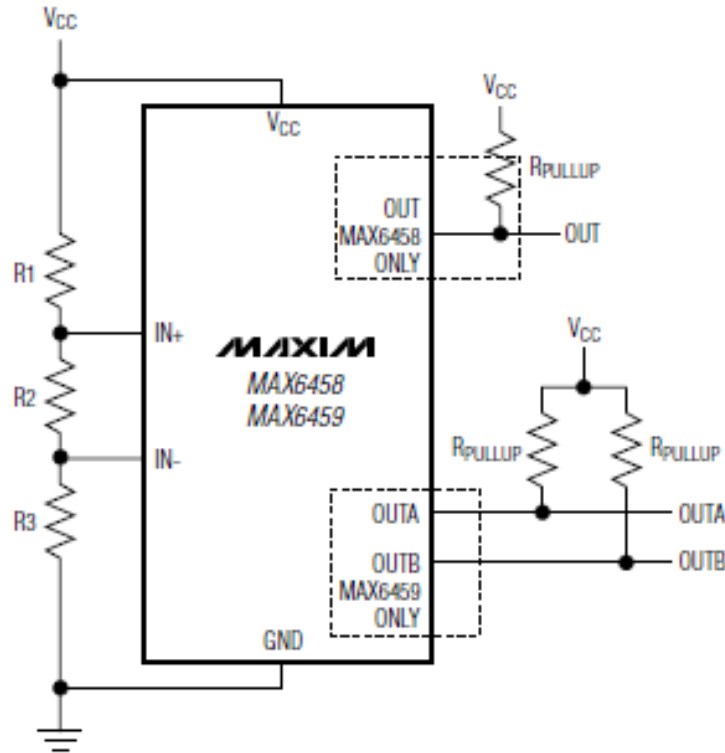 VCC
VCC
VCC
RPULLUP
OUT
MAX6458
ONLY
OUT
R1
IN+
MAXIM
MAX6458
MAX6459
VCC
R2
IN-
RPULLUP
RPULLUP
R3
OUTA
OUTA
OUTB
OUTB
MAX6459
ONLY
GND